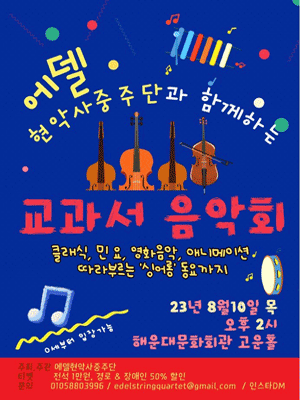 에델
현악사중주단과 함께하는
교과서 음악회
클래식, 민요, 영화음악, 애니메이션
따라부르는 '싱어롱' 동요까지
23년 8월10일 목
오후 2시
해운대문화회관 고운홀
이세부터 입장가능
주최 주관 에델현악사중주단
티켓 전석 1만원, 경로 & 장애인 50% 할인
문의 01058803996 / edelstringquartet@gmail.com / 인스타DM